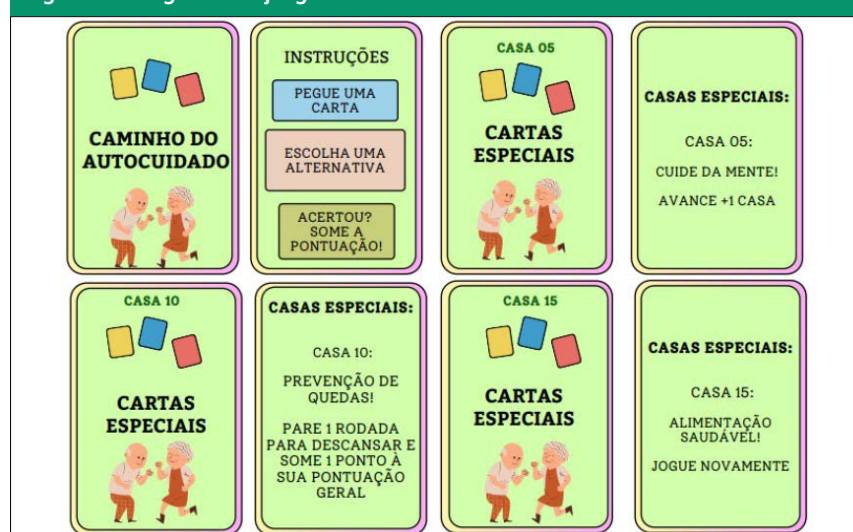 CAMINHO DO
AUTOCUIDADO
INSTRUÇÕES
PEGUE UMA
CARTA
ESCOLHA UMA
ALTERNATIVA
ACERTOU?
SOME A
PONTUAÇÃO!
CASA 05
CARTAS
ESPECIAIS
CASAS ESPECIAIS:
CASA 05:
CUIDE DA MENTE!
AVANCE +1 CASA
CASA 10
CARTAS
ESPECIAIS
CASAS ESPECIAIS:
CASA 10:
PREVENÇÃO DE
QUEDAS!
PARE 1 RODADA
PARA DESCANSAR E
SOME 1 PONTO À
SUA PONTUAÇÃO
GERAL
CASA 15
CARTAS
ESPECIAIS
CASAS ESPECIAIS:
CASA 15:
ALIMENTAÇÃO
SAUDÁVEL!
JOGUE NOVAMENTE